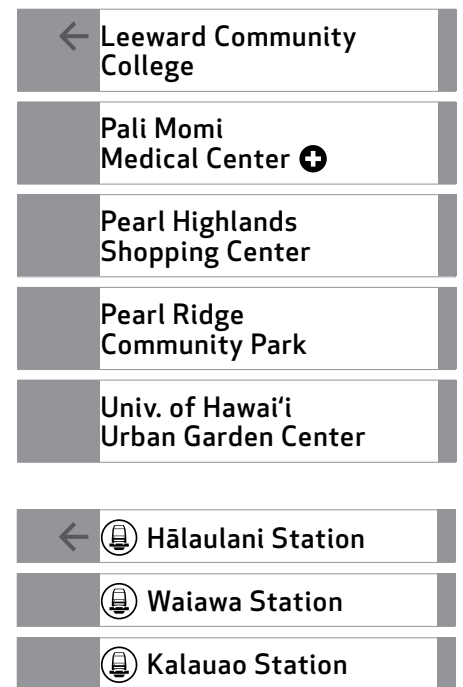 Leeward Community
College
Pali Momi
Medical Center
Pearl Highlands
Shopping Center
Pearl Ridge
Community Park
Univ. of Hawaiʻi
Urban Garden Center
Hālaulani Station
Waiawa Station
Kalauao Station